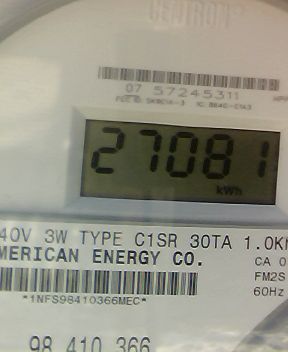 CENTRON®
07 57245311
27081
kWh
40V 3W TYPE C1SR 30TA 1.0K
MERICAN ENERGY CO.
CA 0
FM2S
60Hz
*1NFS98410366MEC*
98 410 366